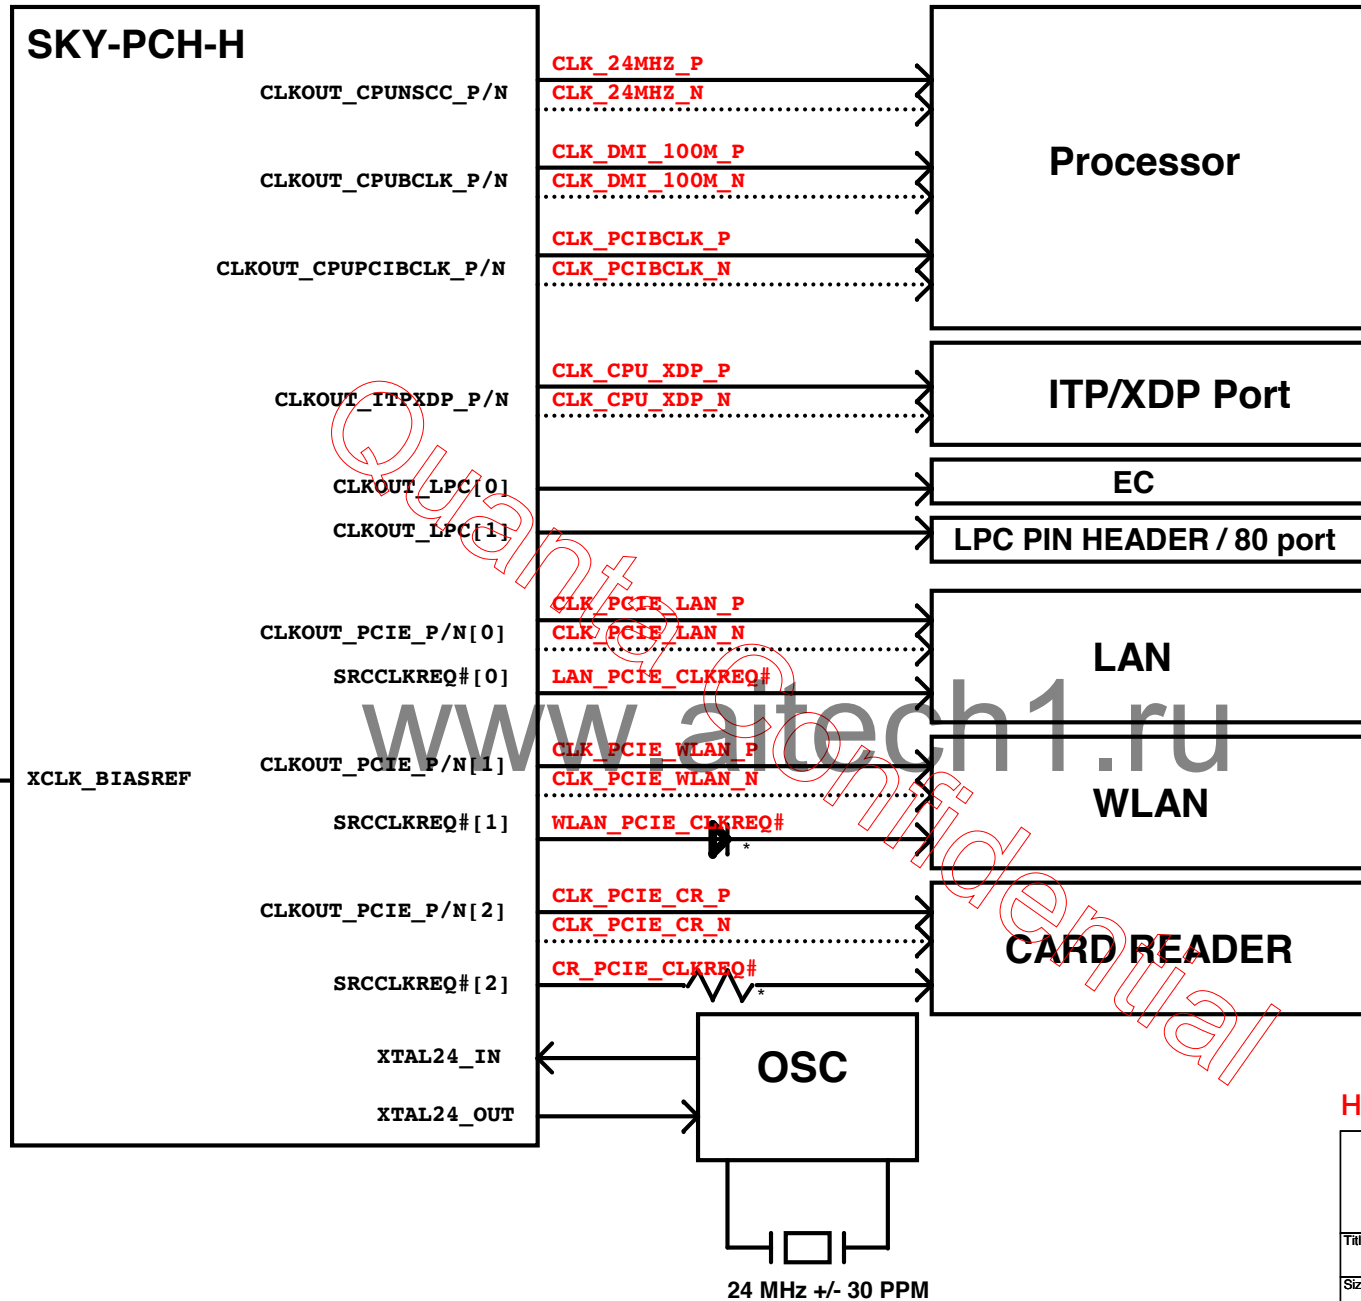 SKY-PCH-H
CLKOUT_CPUNSCC_P/N
CLK_24MHZ_P
CLK_24MHZ_N
CLKOUT_CPUBCLK_P/N
CLK_DMI_100M_P
CLK_DMI_100M_N
Processor
CLKOUT_CPUPCIBCLK_P/N
CLK_PCIBCLK_P
CLK_PCIBCLK_N
CLKOUT_ITPXDP_P/N
CLK_CPU_XDP_P
CLK_CPU_XDP_N
ITP/XDP Port
CLKOUT_LPC[0]
EC
CLKOUT_LPC[1]
LPC PIN HEADER / 80 port
CLKOUT_PCIE_P/N[0]
CLK_PCIE_LAN_P
CLK_PCIE_LAN_N
LAN
SRCCLKREQ#[0]
LAN_PCIE_CLKREQ#
www.aitech1.ru
Quanta Confidential
XCLK_BIASREF
CLKOUT_PCIE_P/N[1]
CLK_PCIE_WLAN_P
CLK_PCIE_WLAN_N
WLAN
SRCCLKREQ#[1]
WLAN_PCIE_CLKREQ#
*
CLKOUT_PCIE_P/N[2]
CLK_PCIE_CR_P
CLK_PCIE_CR_N
CARD READER
SRCCLKREQ#[2]
CR_PCIE_CLKREQ#
*
XTAL24_IN
OSC
XTAL24_OUT
24 MHz +/- 30 PPM
H